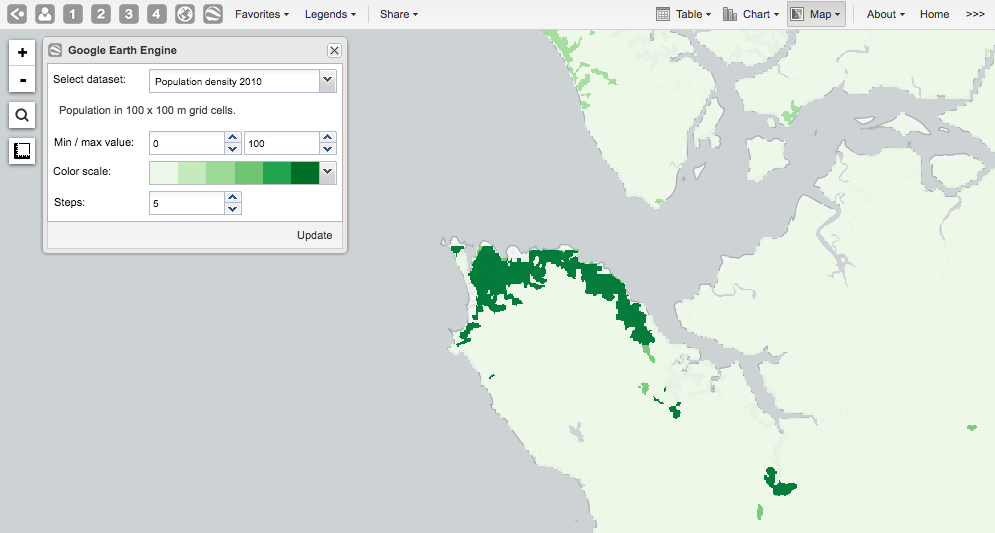 1 2 3 4 Favorites Legends Share Table Chart Map About Home >>>
+
-
Google Earth Engine
Select dataset: Population density 2010
Population in 100 x 100 m grid cells.
Min / max value: 0 100
Color scale:
Steps: 5
Update